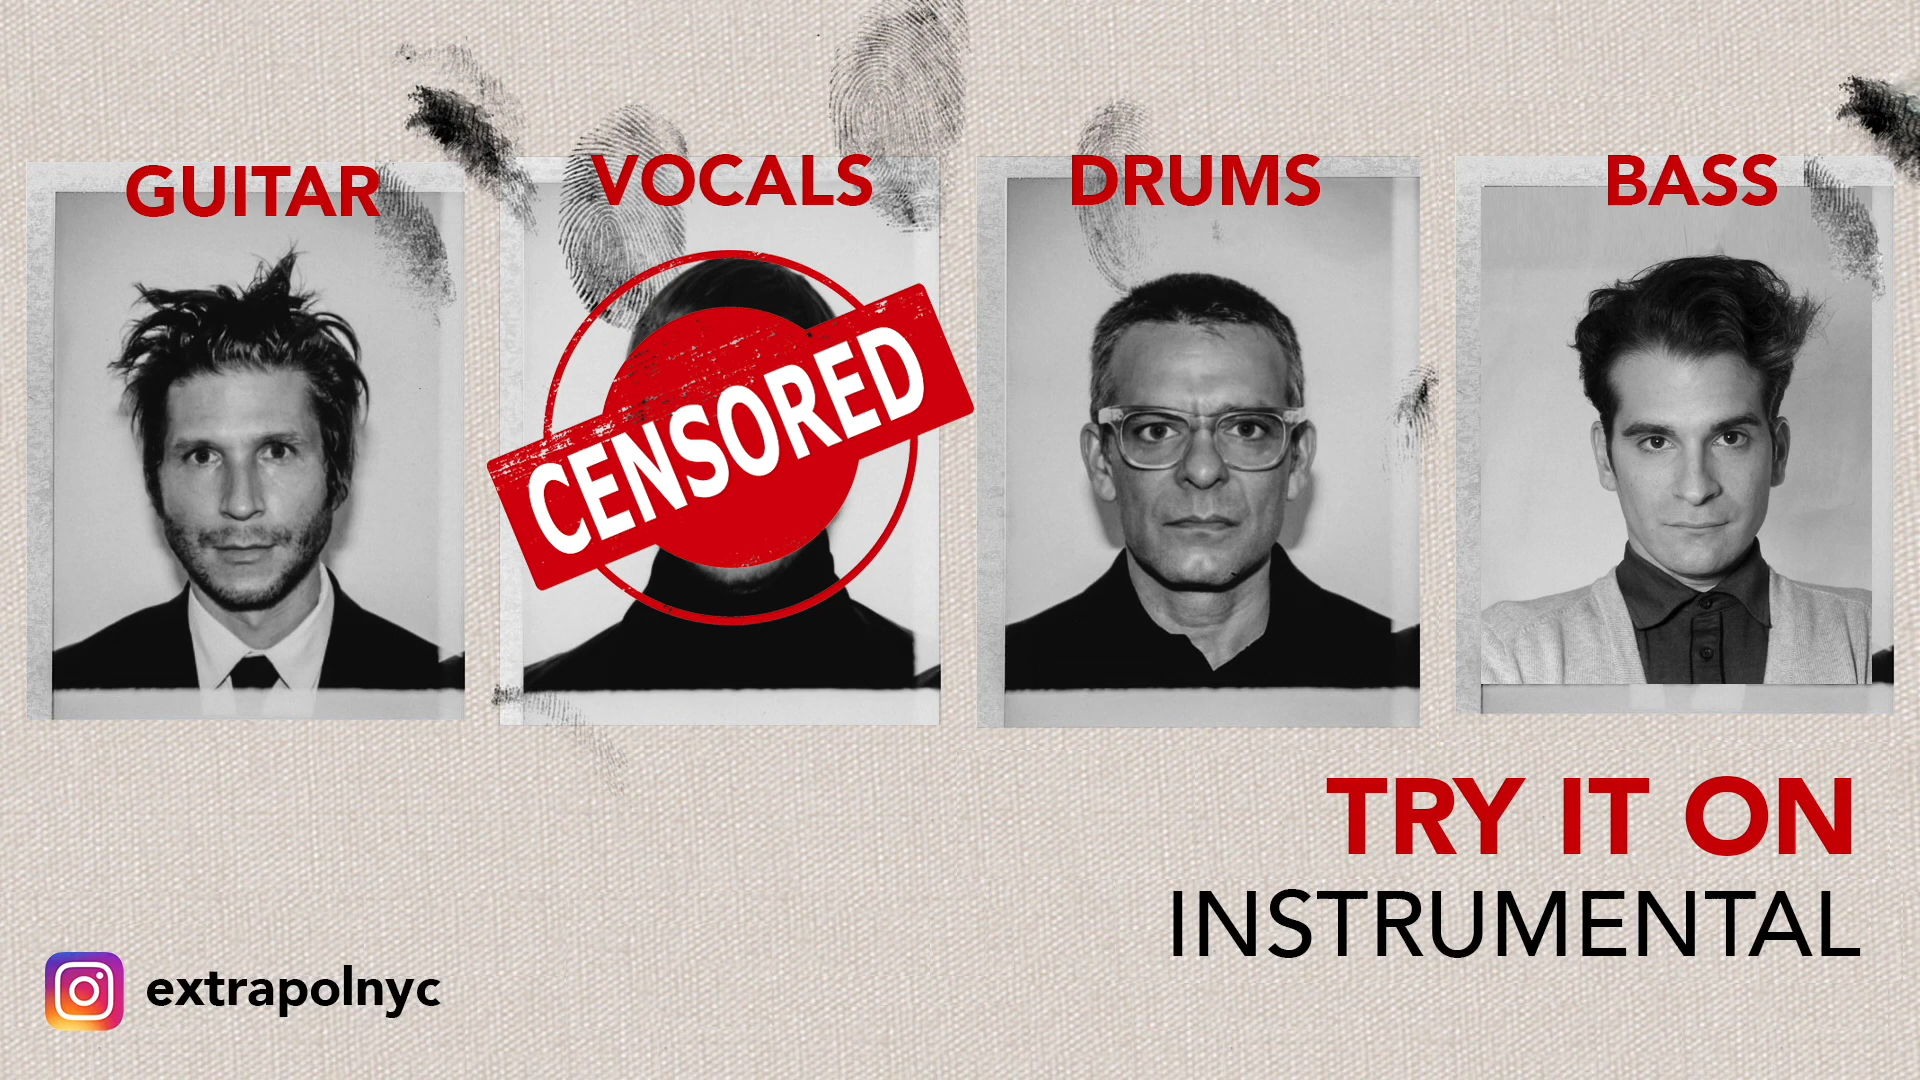 GUITAR
VOCALS
DRUMS
BASS
CENSORED
TRY IT ON
INSTRUMENTAL
extrapolnyc